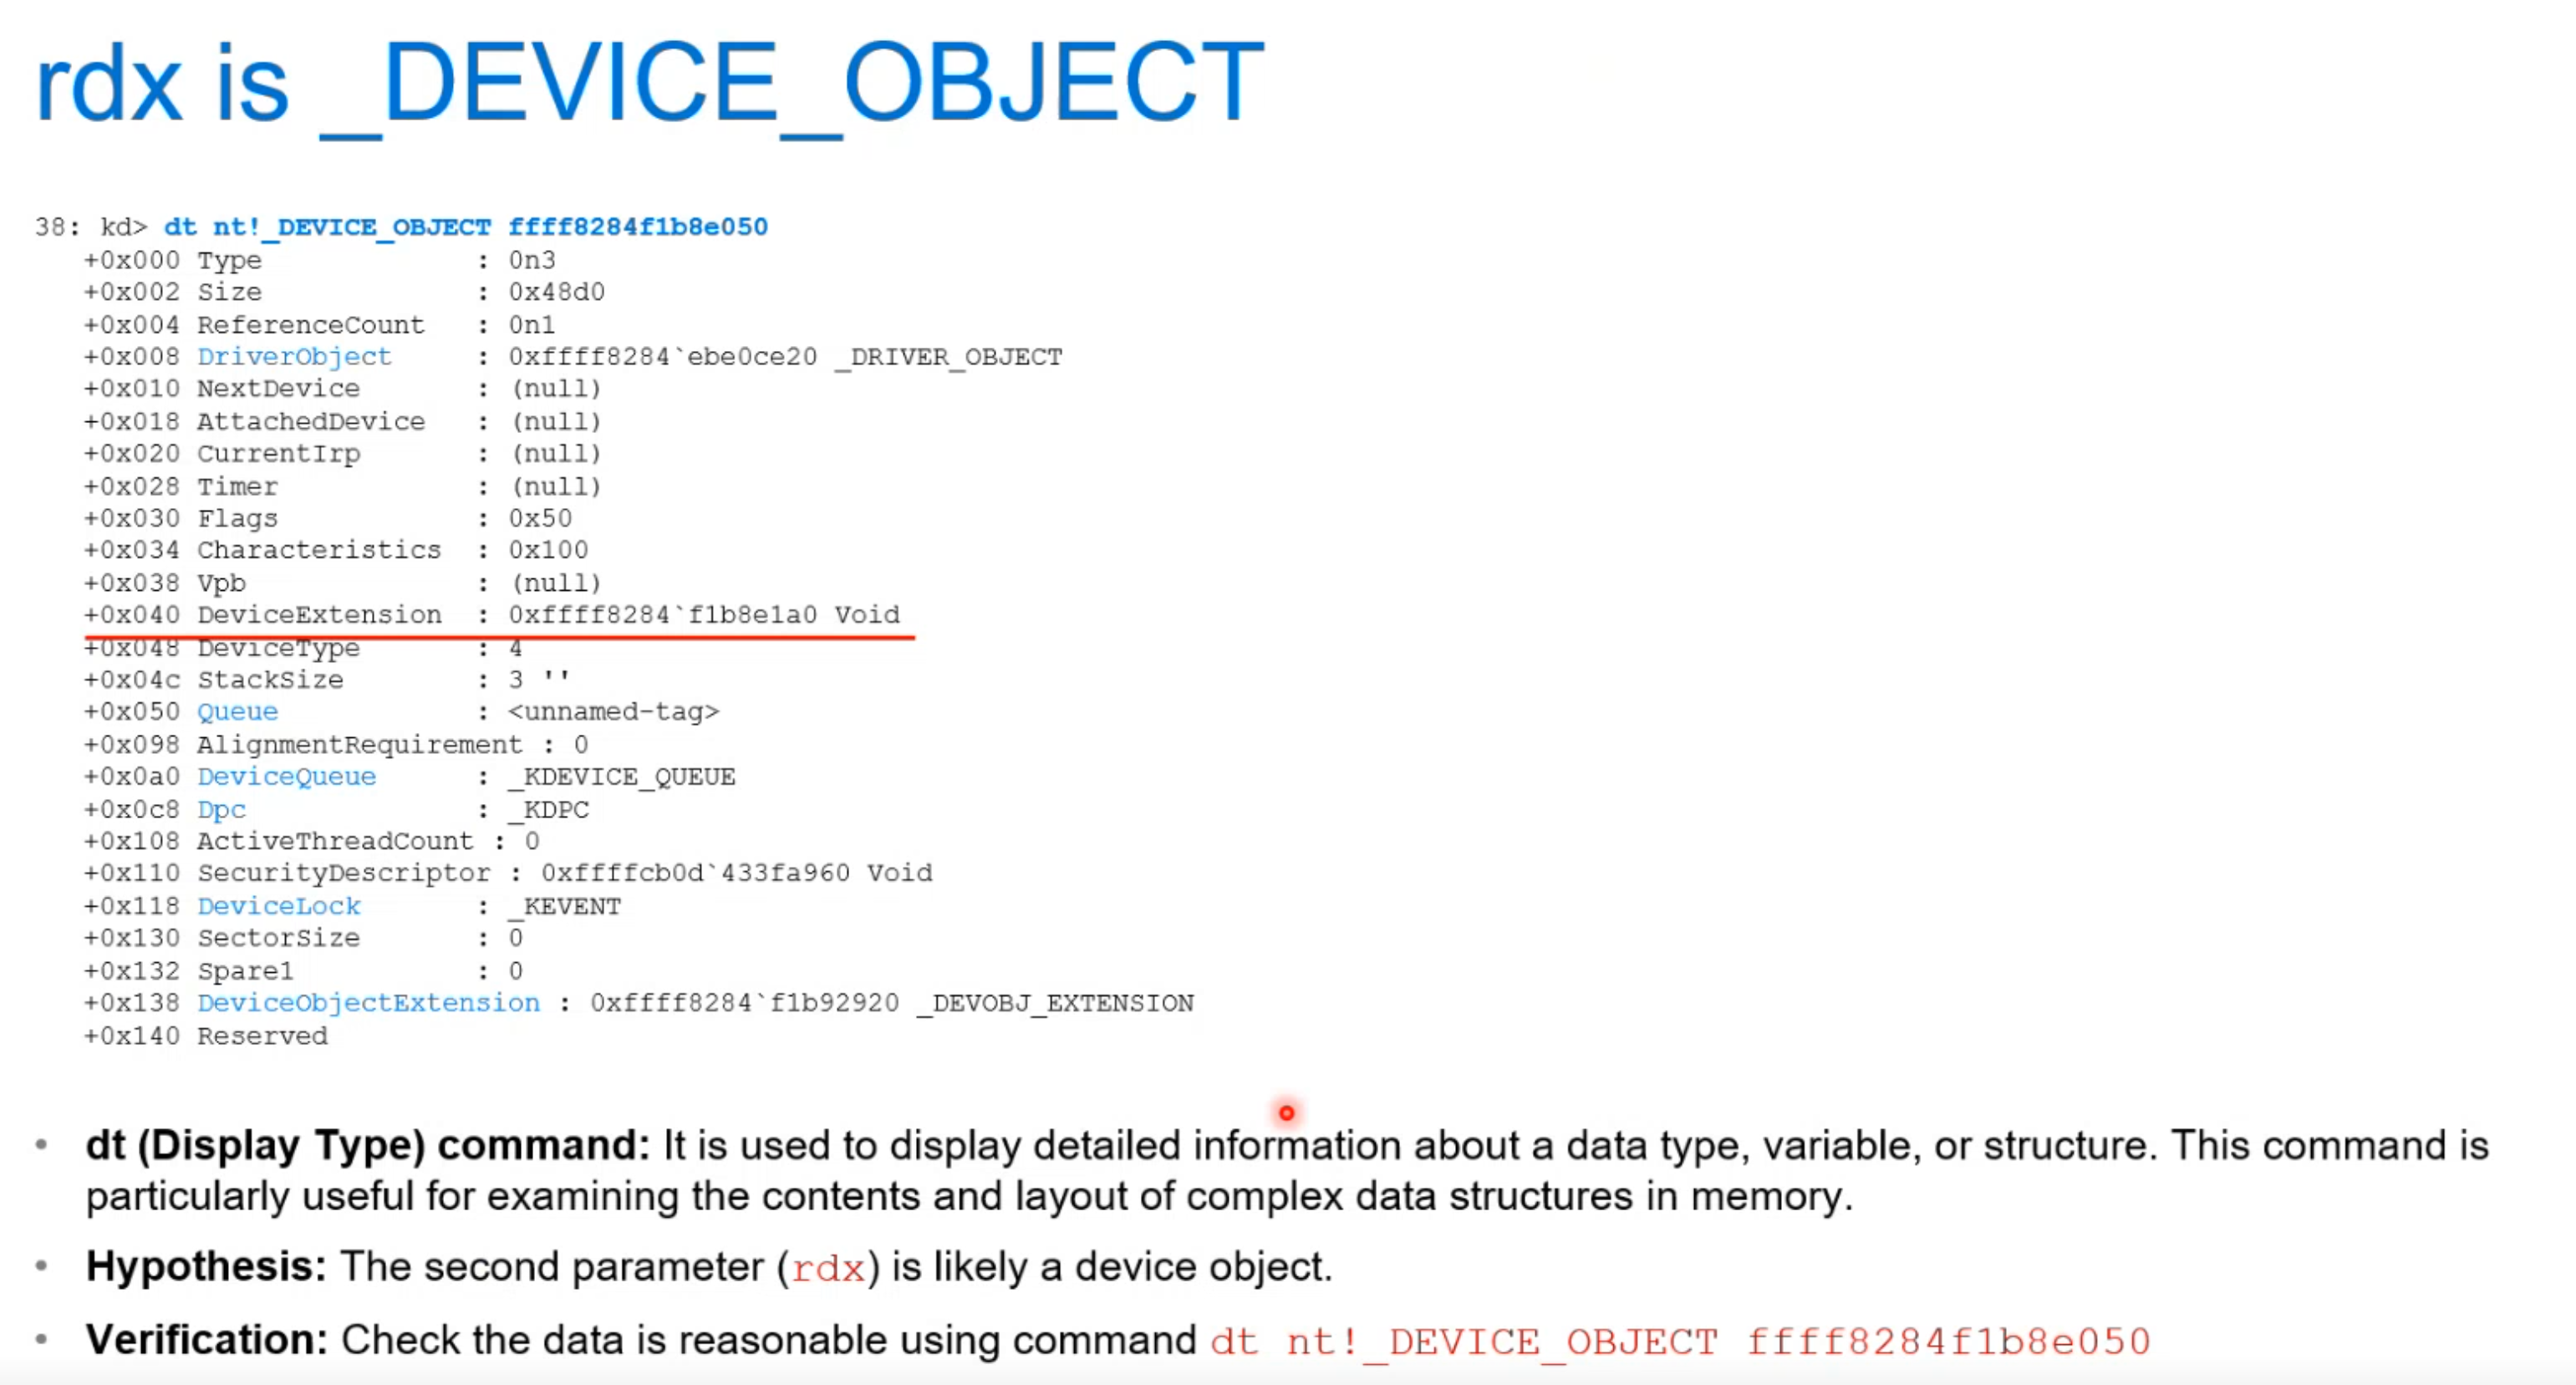 rdx is _DEVICE_OBJECT
38: kd> dt nt!_DEVICE_OBJECT ffff8284f1b8e050
+0x000 Type : 0n3
+0x002 Size : 0x48d0
+0x004 ReferenceCount : 0n1
+0x008 DriverObject : 0xffff8284`ebe0ce20 _DRIVER_OBJECT
+0x010 NextDevice : (null)
+0x018 AttachedDevice : (null)
+0x020 CurrentIrp : (null)
+0x028 Timer : (null)
+0x030 Flags : 0x50
+0x034 Characteristics : 0x100
+0x038 Vpb : (null)
+0x040 DeviceExtension : 0xffff8284`f1b8e1a0 Void
+0x048 DeviceType : 4
+0x04c StackSize : 3 ''
+0x050 Queue : <unnamed-tag>
+0x098 AlignmentRequirement : 0
+0x0a0 DeviceQueue : _KDEVICE_QUEUE
+0x0c8 Dpc : _KDPC
+0x108 ActiveThreadCount : 0
+0x110 SecurityDescriptor : 0xffffcb0d`433fa960 Void
+0x118 DeviceLock : _KEVENT
+0x130 SectorSize : 0
+0x132 Spare1 : 0
+0x138 DeviceObjectExtension : 0xffff8284`f1b92920 _DEVOBJ_EXTENSION
+0x140 Reserved
• dt (Display Type) command: It is used to display detailed information about a data type, variable, or structure. This command is
particularly useful for examining the contents and layout of complex data structures in memory.
• Hypothesis: The second parameter (rdx) is likely a device object.
• Verification: Check the data is reasonable using command dt nt!_DEVICE_OBJECT ffff8284f1b8e050